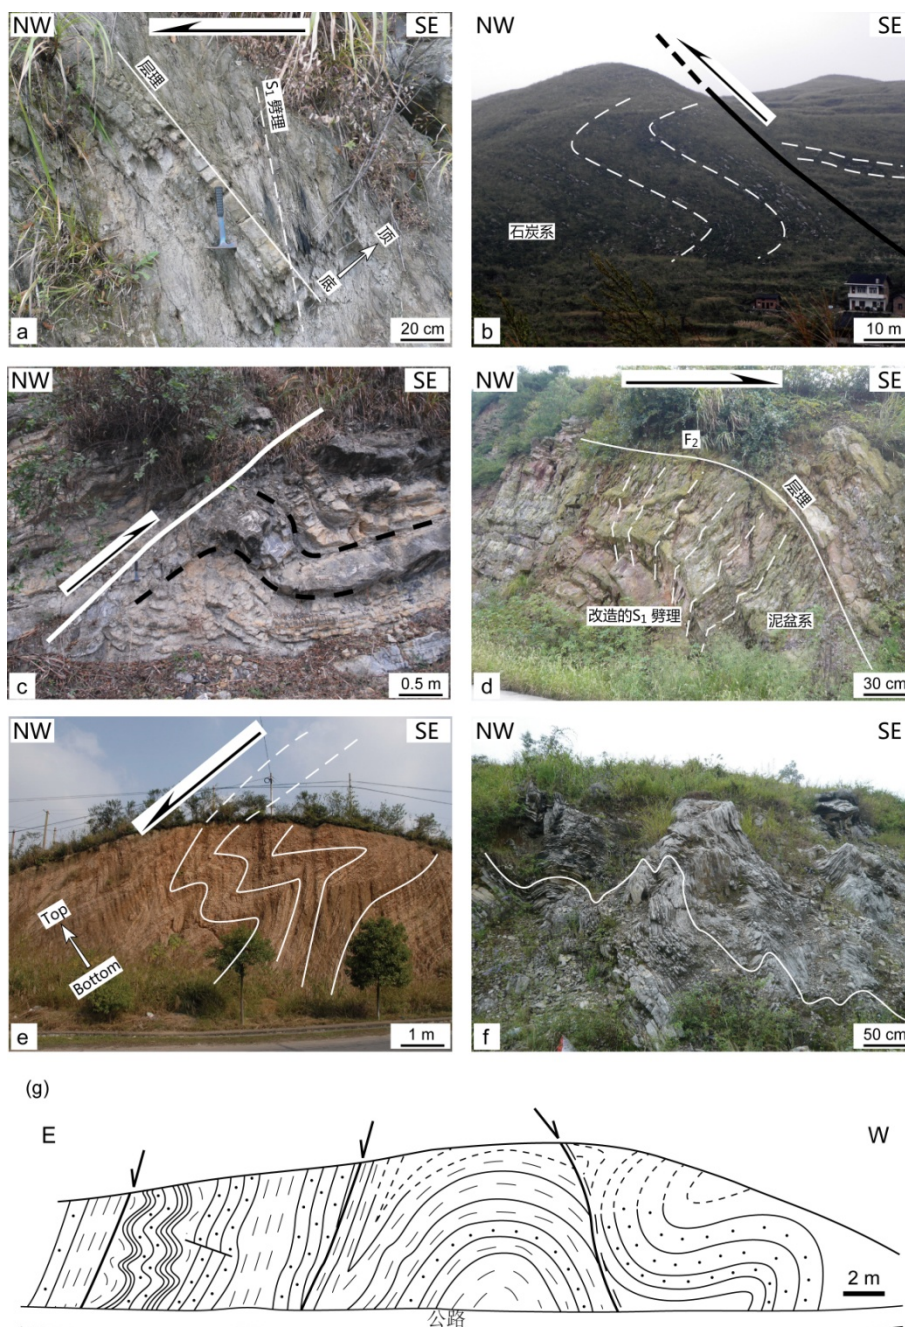 NW SE
层理
S1 劈理
顶
底
a 20 cm
NW SE
石炭系
b 10 m
NW SE
c 0.5 m
NW SE
F2
层理
改造的S1 劈理
泥盆系
d 30 cm
NW SE
Top
Bottom
e 1 m
NW SE
f 50 cm
(g)
E W
2 m
公路